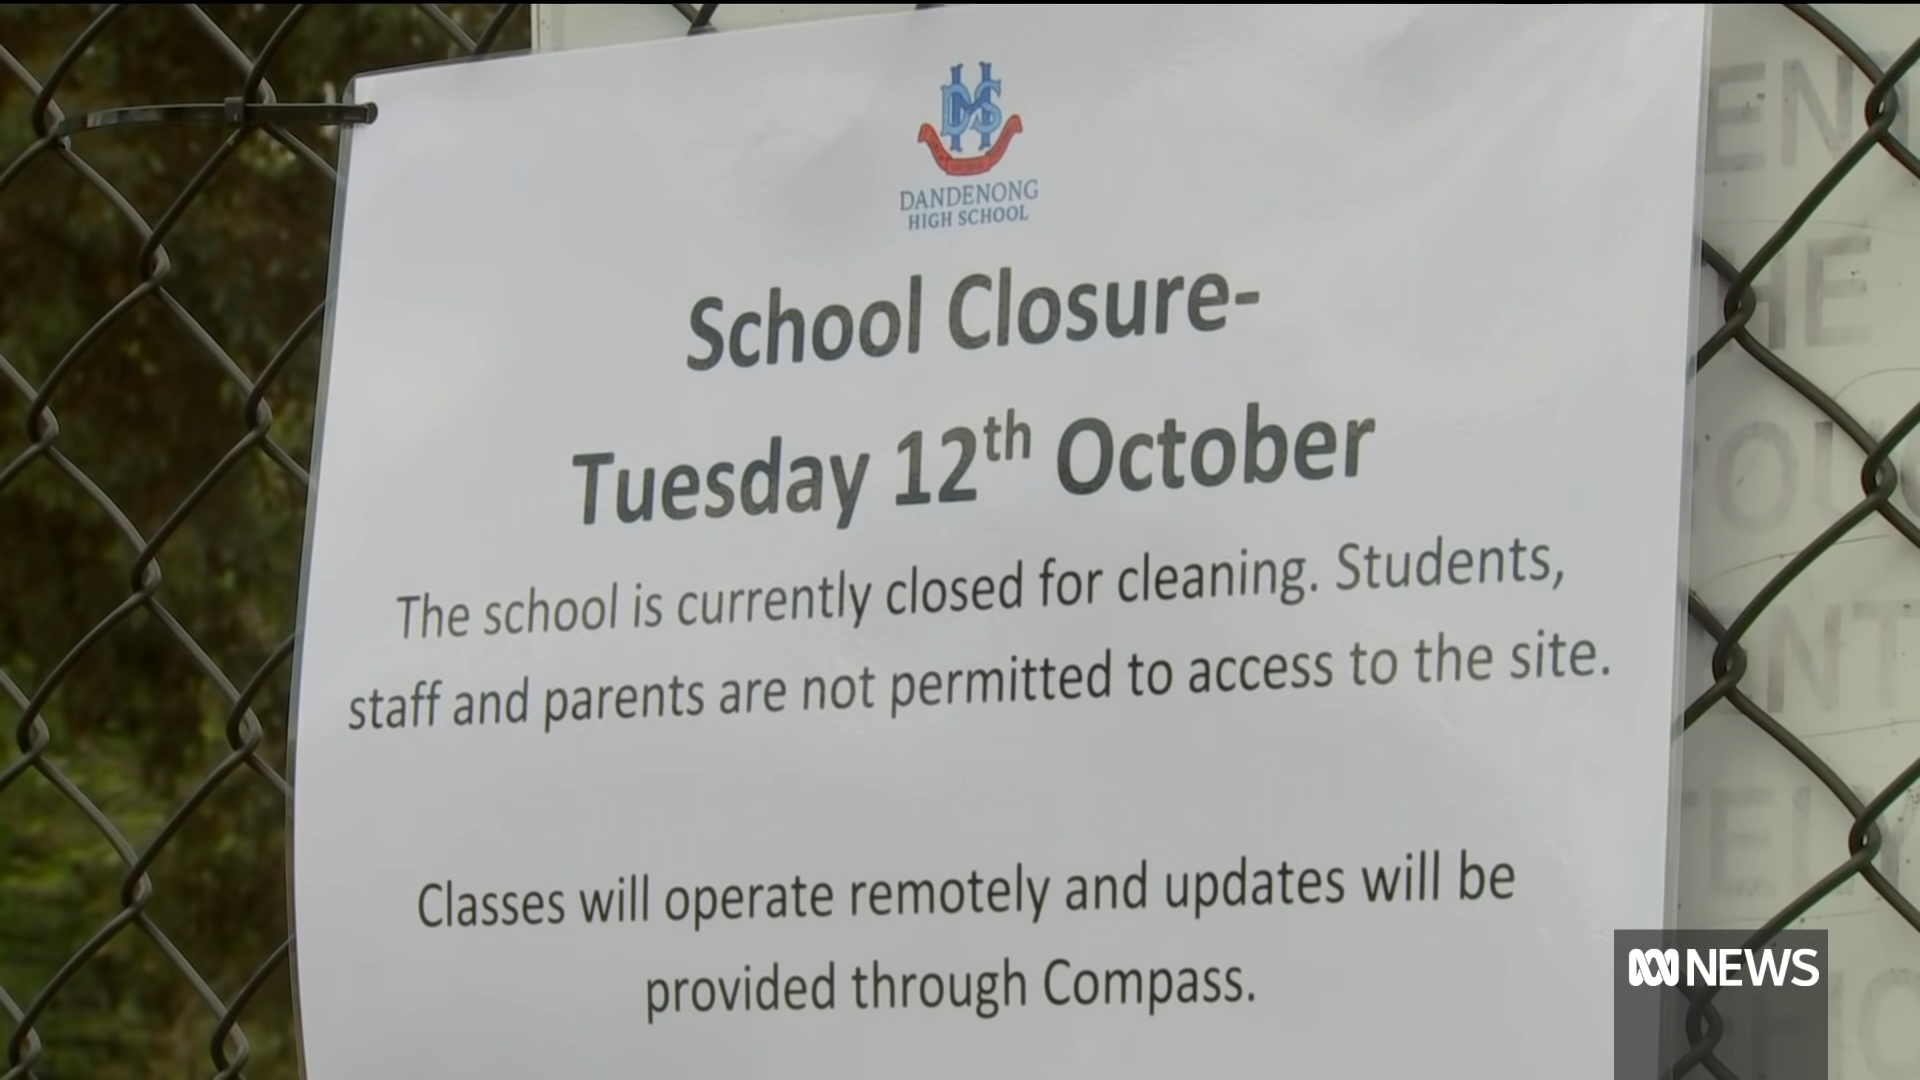 DHS
DANDENONG
HIGH SCHOOL
School Closure-
Tuesday 12th October
The school is currently closed for cleaning. Students,
staff and parents are not permitted to access to the site.
Classes will operate remotely and updates will be
provided through Compass.
NEWS